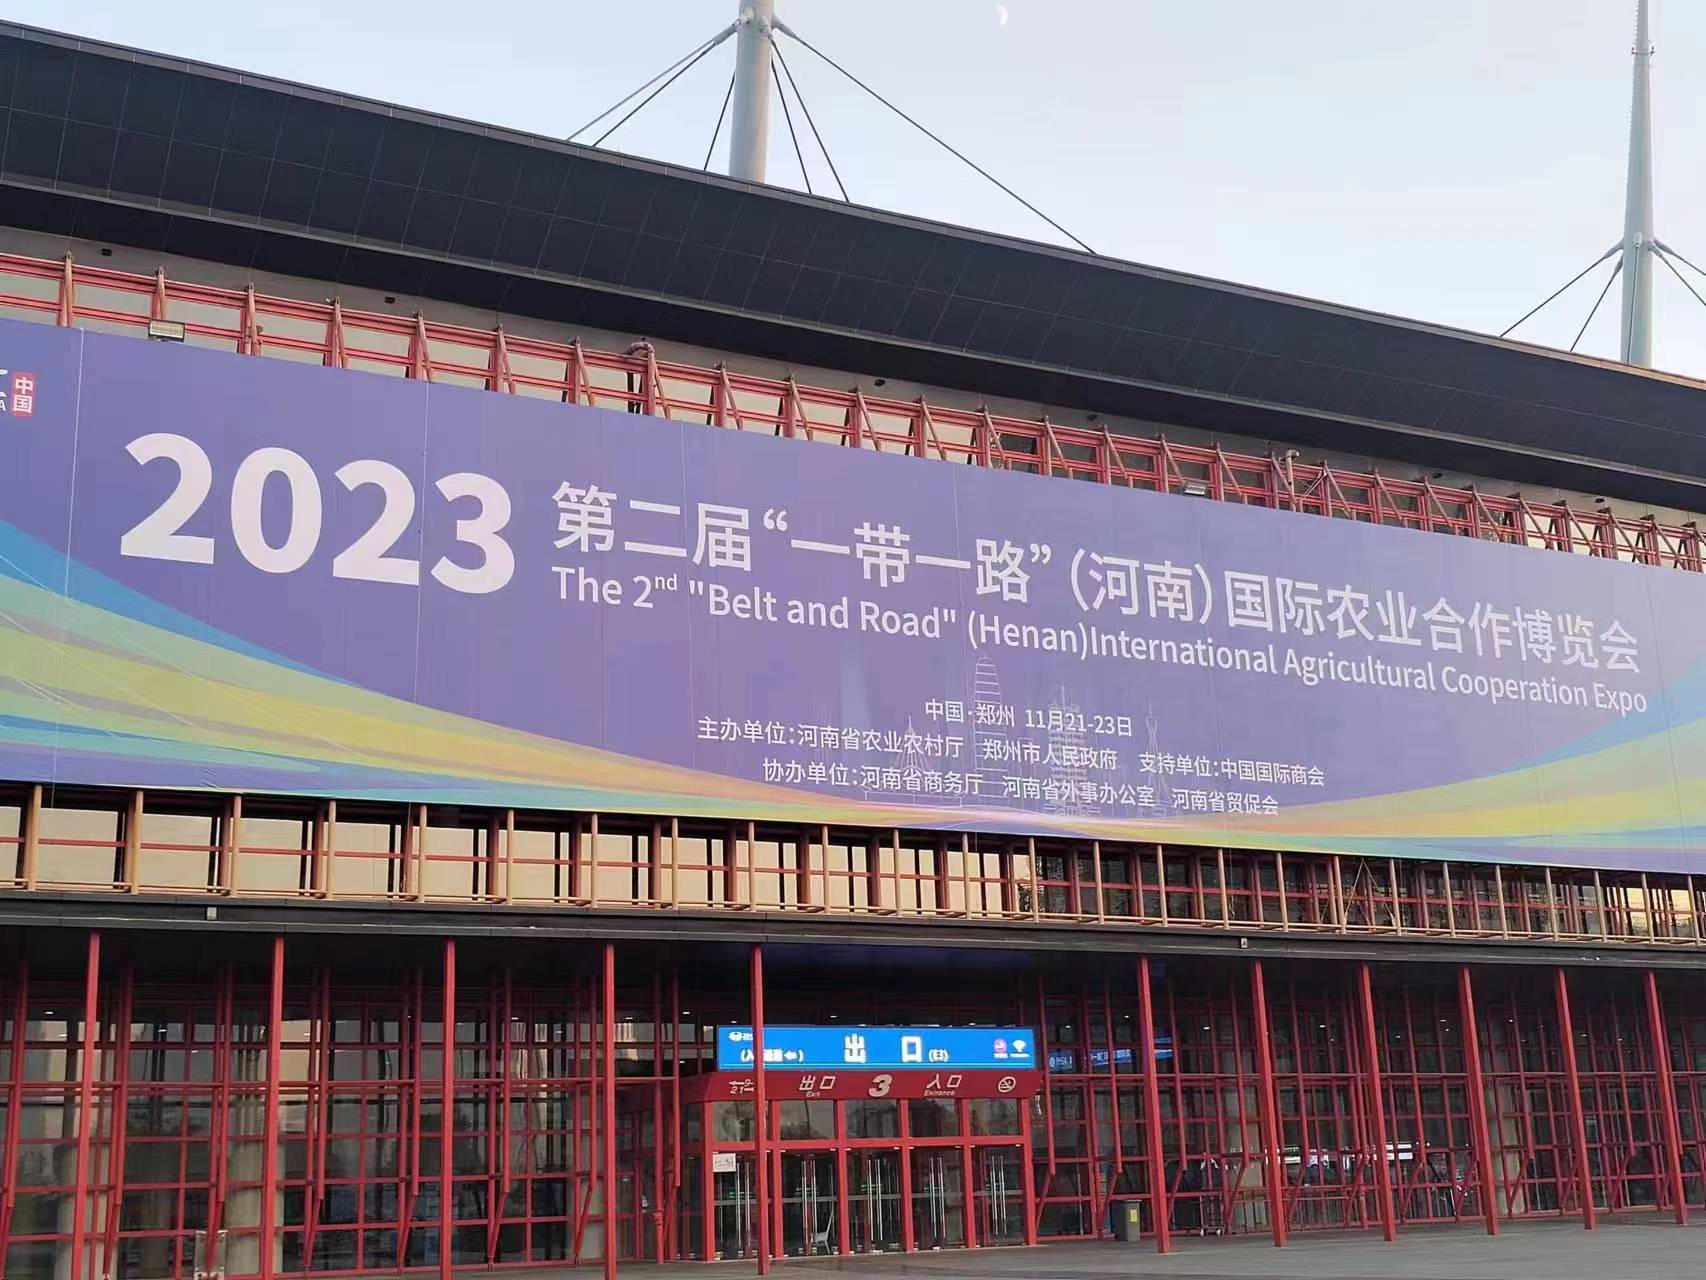 中国
2023 第二届“一带一路”（河南）国际农业合作博览会
The 2nd "Belt and Road" (Henan)International Agricultural Cooperation Expo
中国·郑州 11月21-23日
主办单位：河南省农业农村厅 郑州市人民政府 支持单位：中国国际商会
协办单位：河南省商务厅 河南省外事办公室 河南省贸促会
出 口 (E3)
出口 3 入口
Exit Entrance